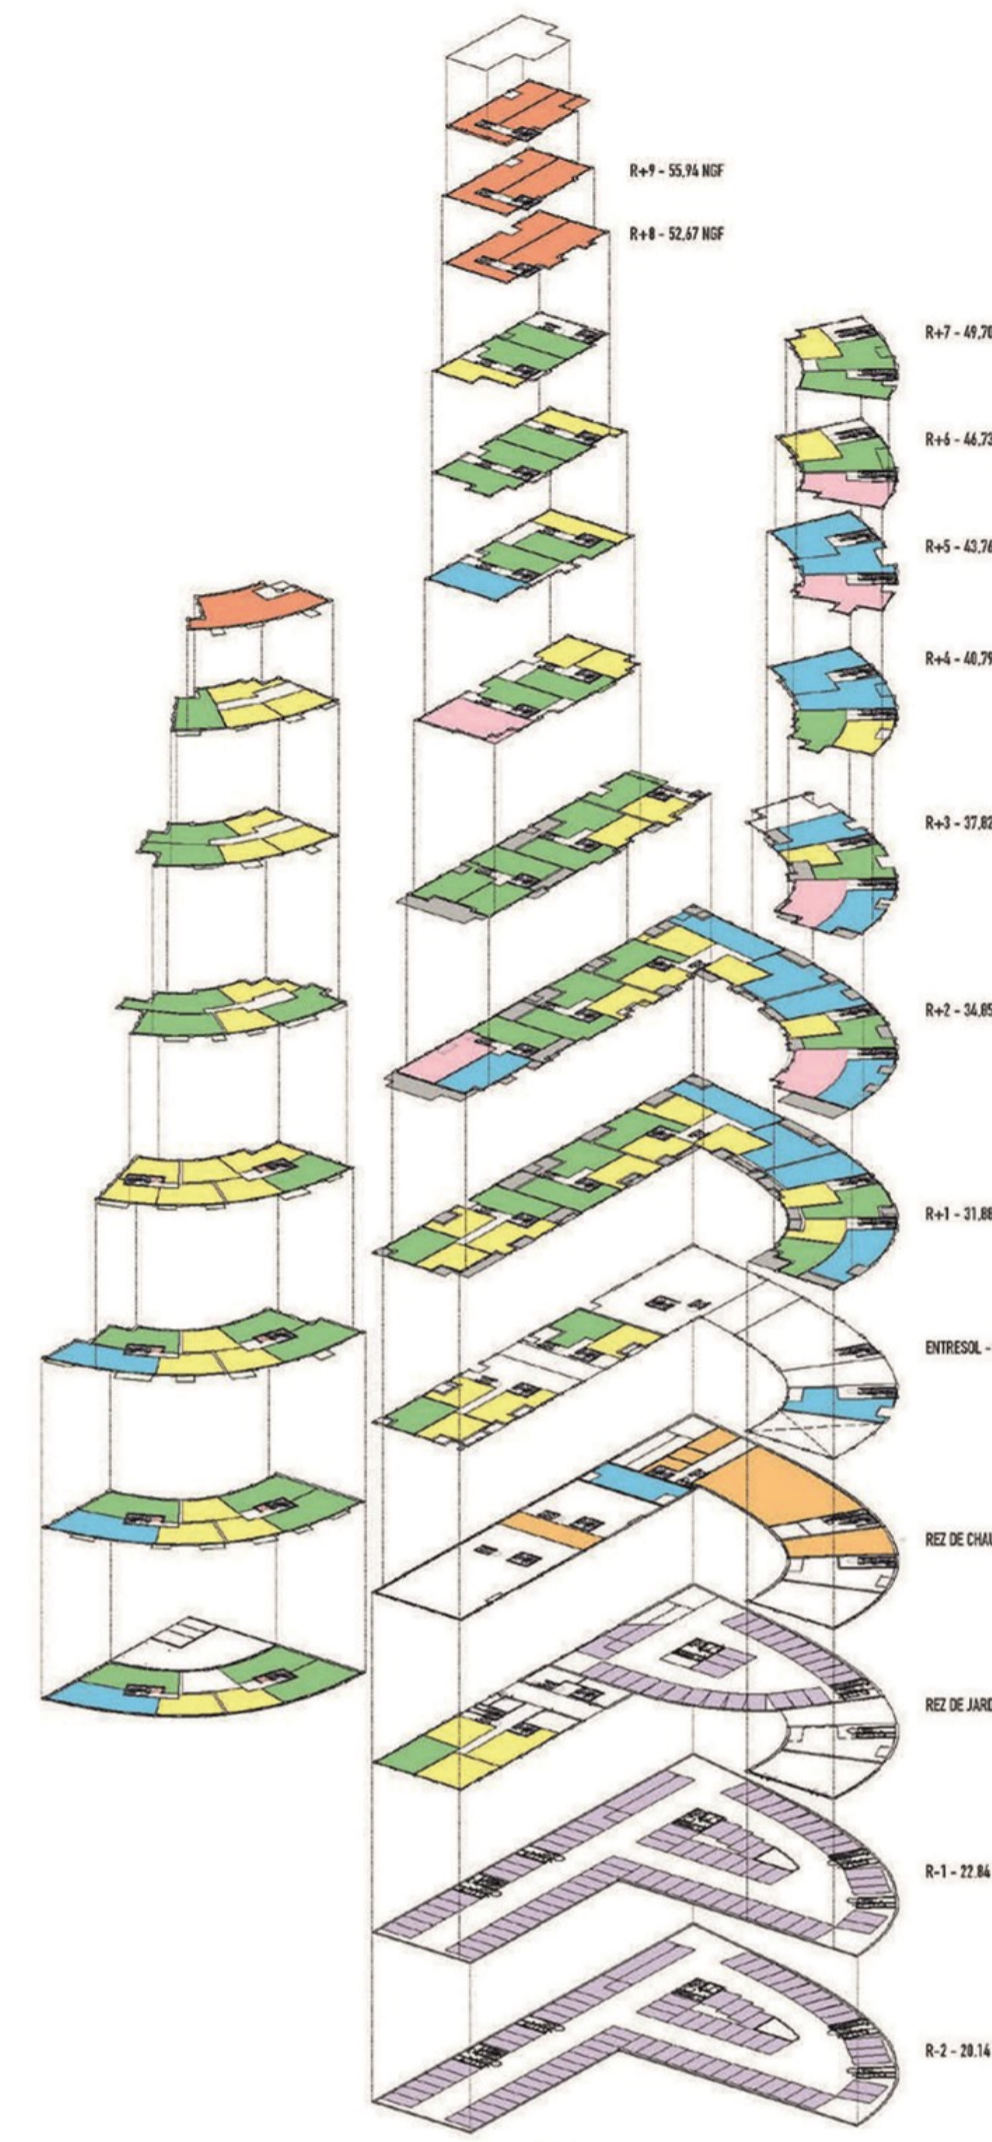 R+9 - 55,94 NGF
R+8 - 52,67 NGF
R+7 - 49,70
R+6 - 46,73
R+5 - 43,76
R+4 - 40,79
R+3 - 37,82
R+2 - 34,85
R+1 - 31,88
ENTRESOL -
REZ DE CHAU
REZ DE JARD
R-1 - 22.84
R-2 - 20.14